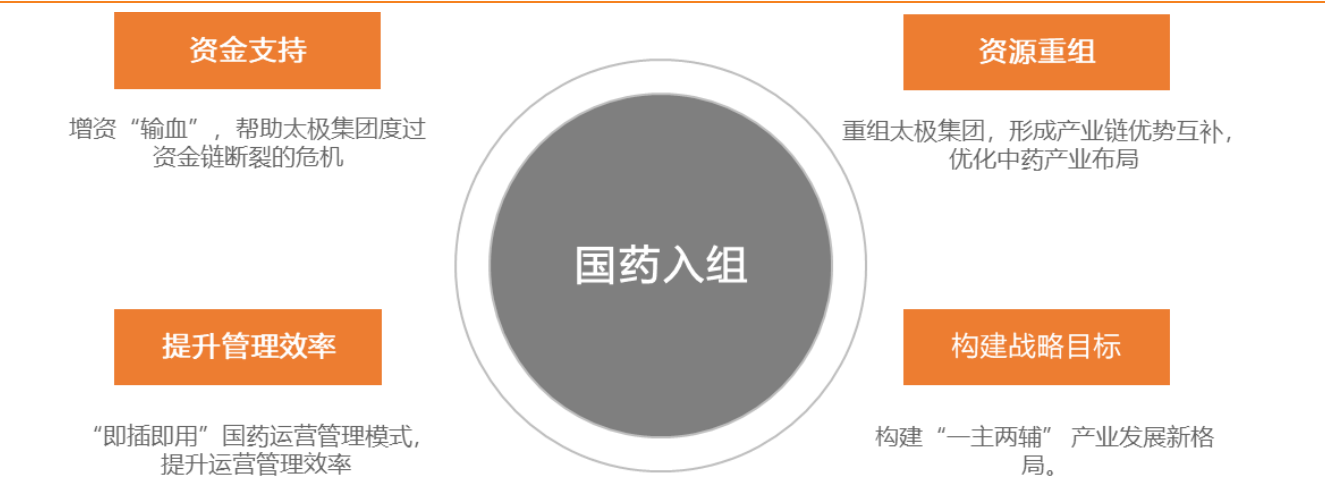 资金支持
增资“输血”，帮助太极集团度过
资金链断裂的危机
资源重组
重组太极集团，形成产业链优势互补，
优化中药产业布局
国药入组
提升管理效率
“即插即用”国药运营管理模式，
提升运营管理效率
构建战略目标
构建“一主两辅” 产业发展新格
局。